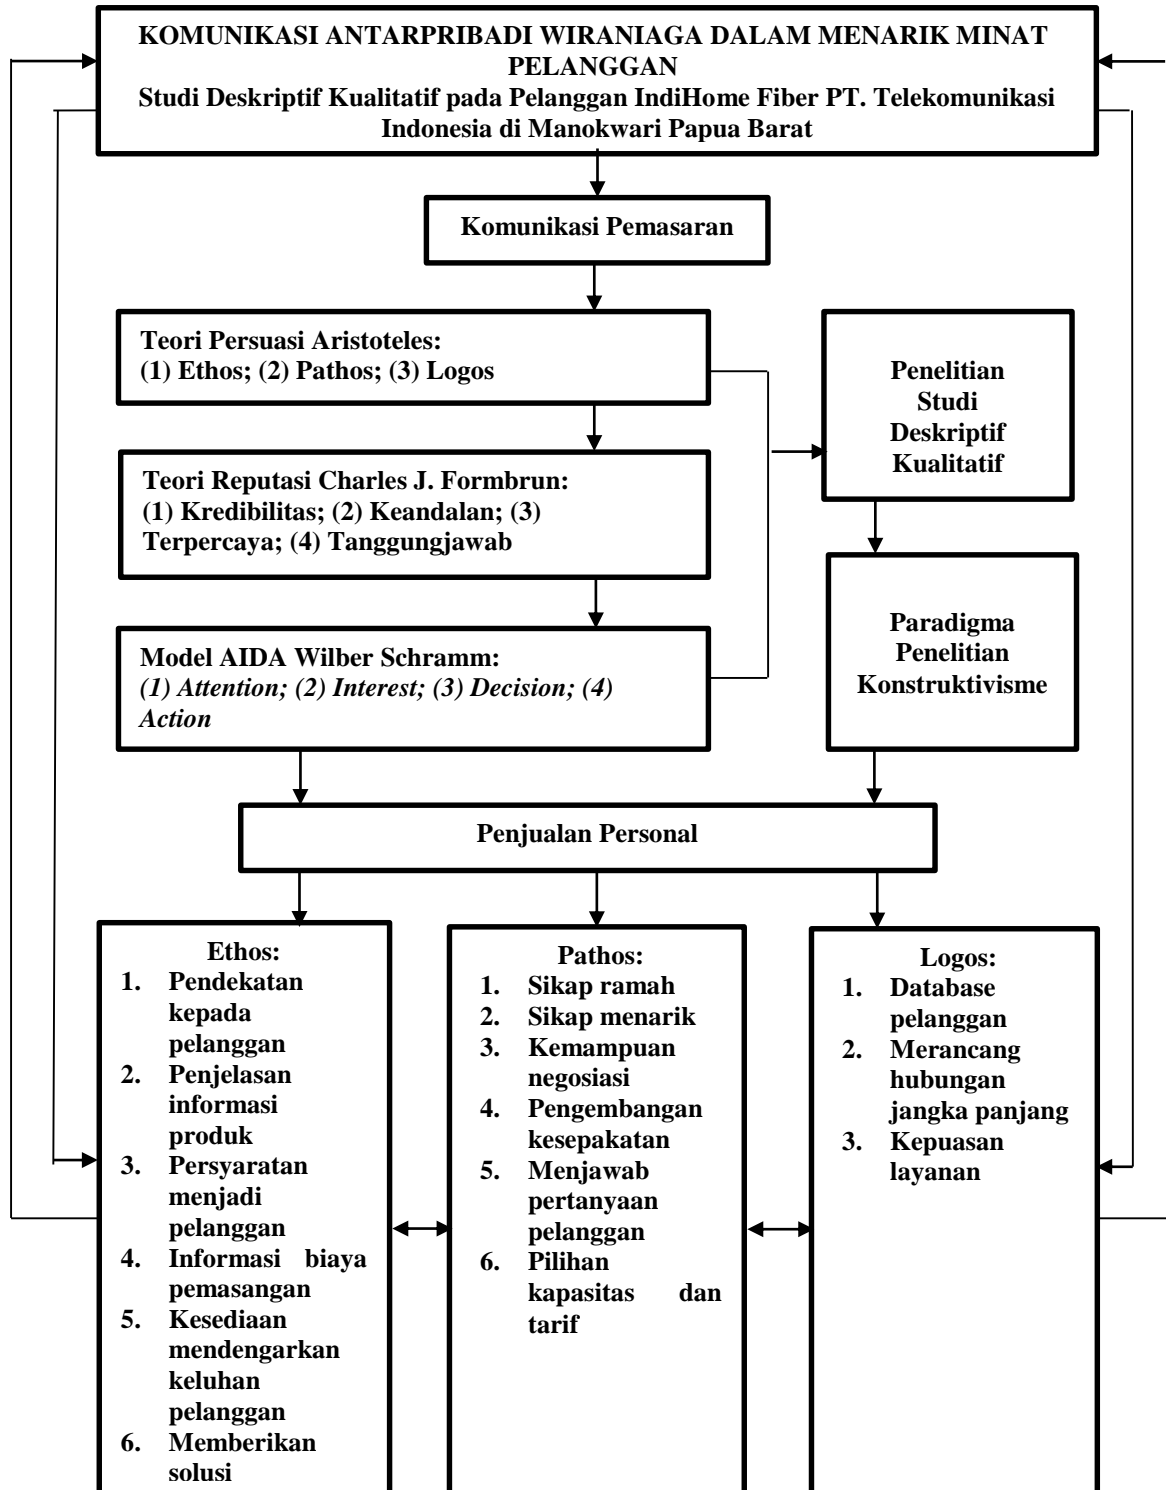 KOMUNIKASI ANTARPRIBADI WIRANIAGA DALAM MENARIK MINAT
PELANGGAN
Studi Deskriptif Kualitatif pada Pelanggan IndiHome Fiber PT. Telekomunikasi
Indonesia di Manokwari Papua Barat
Komunikasi Pemasaran
Teori Persuasi Aristoteles:
(1) Ethos; (2) Pathos; (3) Logos
Teori Reputasi Charles J. Formbrun:
(1) Kredibilitas; (2) Keandalan; (3)
Terpercaya; (4) Tanggungjawab
Model AIDA Wilber Schramm:
(1) Attention; (2) Interest; (3) Decision; (4)
Action
Penelitian
Studi
Deskriptif
Kualitatif
Paradigma
Penelitian
Konstruktivisme
Penjualan Personal
Ethos:
1. Pendekatan
kepada
pelanggan
2. Penjelasan
informasi
produk
3. Persyaratan
menjadi
pelanggan
4. Informasi biaya
pemasangan
5. Kesediaan
mendengarkan
keluhan
pelanggan
6. Memberikan
solusi
Pathos:
1. Sikap ramah
2. Sikap menarik
3. Kemampuan
negosiasi
4. Pengembangan
kesepakatan
5. Menjawab
pertanyaan
pelanggan
6. Pilihan
kapasitas dan
tarif
Logos:
1. Database
pelanggan
2. Merancang
hubungan
jangka panjang
3. Kepuasan
layanan